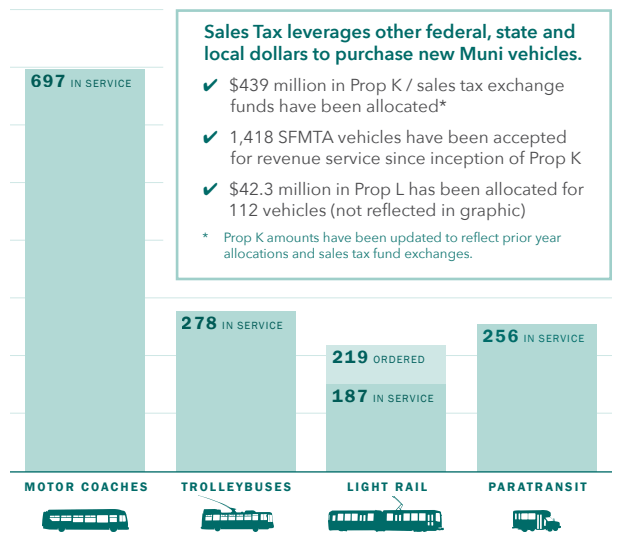 Sales Tax leverages other federal, state and
local dollars to purchase new Muni vehicles.
✔ $439 million in Prop K / sales tax exchange
funds have been allocated*
✔ 1,418 SFMTA vehicles have been accepted
for revenue service since inception of Prop K
✔ $42.3 million in Prop L has been allocated for
112 vehicles (not reflected in graphic)
* Prop K amounts have been updated to reflect prior year
allocations and sales tax fund exchanges.
697 IN SERVICE
278 IN SERVICE
219 ORDERED
187 IN SERVICE
256 IN SERVICE
MOTOR COACHES
TROLLEYBUSES
LIGHT RAIL
PARATRANSIT